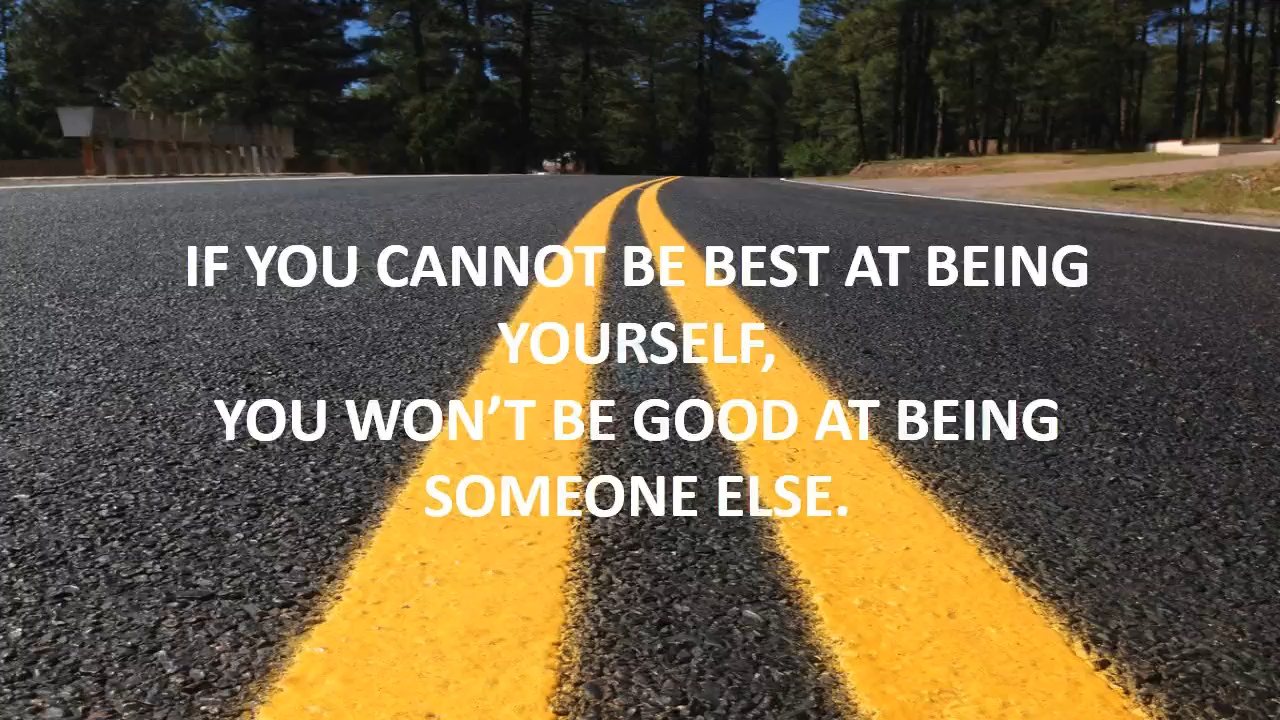 IF YOU CANNOT BE BEST AT BEING
YOURSELF,
YOU WON’T BE GOOD AT BEING
SOMEONE ELSE.